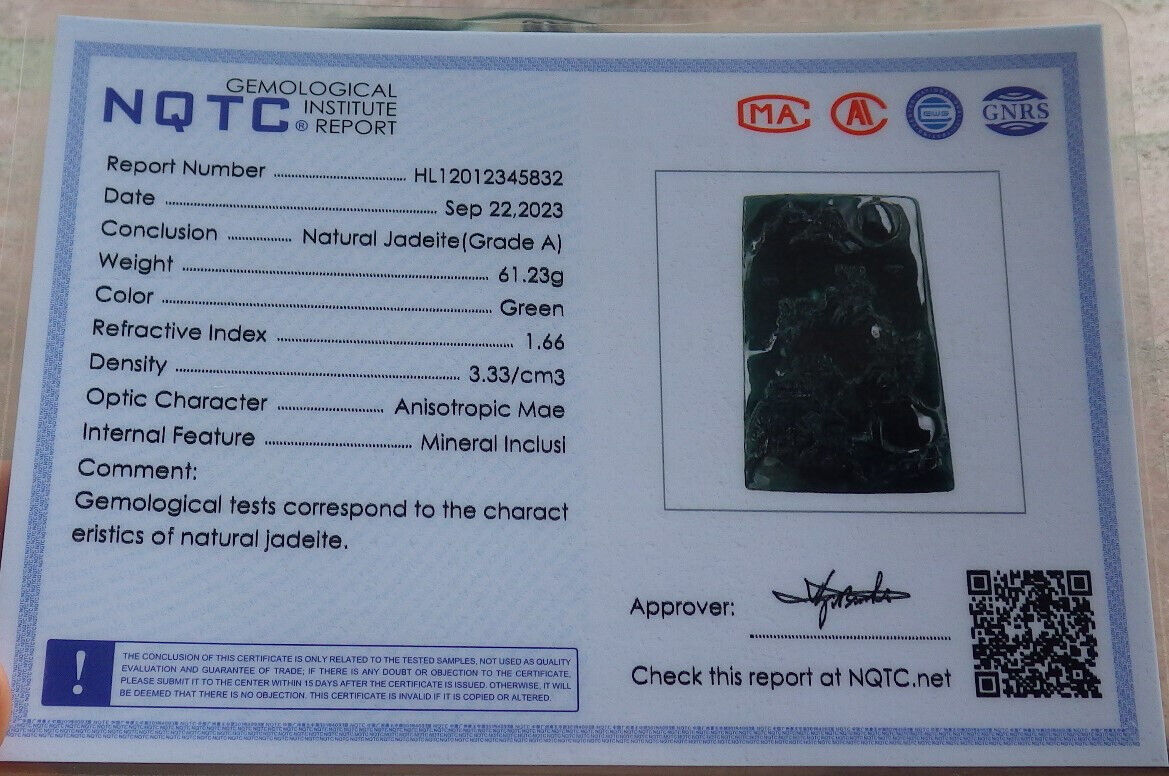 NQTC® GEMOLOGICAL
INSTITUTE
REPORT
MA
AL
GWS
GNRS
Report Number ........ HL12012345832
Date ........ Sep 22,2023
Conclusion ........ Natural Jadeite(Grade A)
Weight ........ 61.23g
Color ........ Green
Refractive Index ........ 1.66
Density ........ 3.33/cm3
Optic Character ........ Anisotropic Mae
Internal Feature ........ Mineral Inclusi
Comment:
Gemological tests correspond to the charact
eristics of natural jadeite.
Approver:
Check this report at NQTC.net
!
THE CONCLUSION OF THIS CERTIFICATE IS ONLY RELATED TO THE TESTED SAMPLES, NOT USED AS QUALITY
EVALUATION AND GUARANTEE OF TRADE; IF THERE IS ANY DOUBT OR OBJECTION TO THE CERTIFICATE,
PLEASE SUBMIT IT TO THE CENTER WITHIN 15 DAYS AFTER THE CERTIFICATE IS ISSUED. OTHERWISE, IT WILL
BE DEEMED THAT THERE IS NO OBJECTION. THIS CERTIFICATE IS INVALID IF IT IS COPIED OR ALTERED.